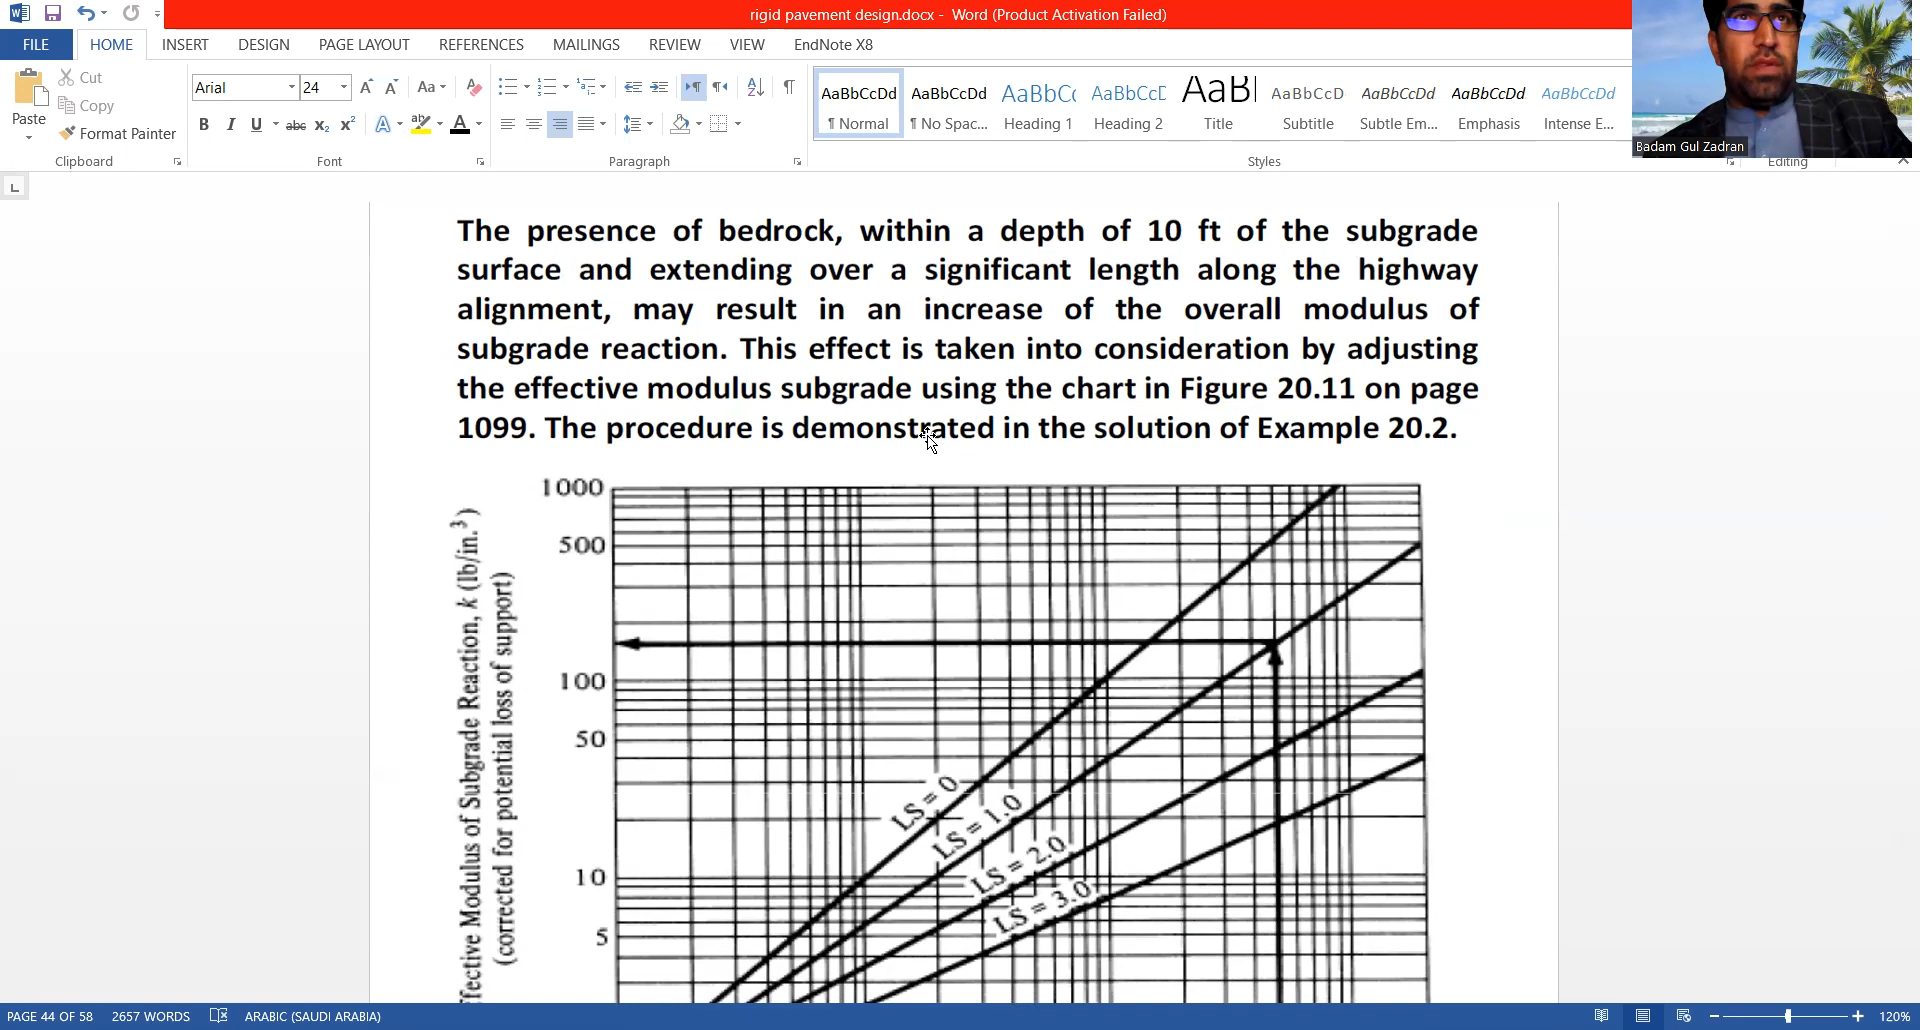 rigid pavement design.docx - Word (Product Activation Failed)
FILE HOME INSERT DESIGN PAGE LAYOUT REFERENCES MAILINGS REVIEW VIEW EndNote X8
Paste
Cut
Copy
Format Painter
Clipboard
Arial 24
Font
Paragraph
AaBbCcDd AaBbCcDd AaBbCc AaBbCcD AaB AaBbCcD AaBbCcDd AaBbCcDd AaBbCcDd
¶ Normal ¶ No Spac... Heading 1 Heading 2 Title Subtitle Subtle Em... Emphasis Intense E...
Styles
Editing
Badam Gul Zadran
The presence of bedrock, within a depth of 10 ft of the subgrade
surface and extending over a significant length along the highway
alignment, may result in an increase of the overall modulus of
subgrade reaction. This effect is taken into consideration by adjusting
the effective modulus subgrade using the chart in Figure 20.11 on page
1099. The procedure is demonstrated in the solution of Example 20.2.
ffective Modulus of Subgrade Reaction, k (lb/in.³)
(corrected for potential loss of support)
1000
500
100
50
10
5
LS = 0
LS = 1.0
LS = 2.0
LS = 3.0
PAGE 44 OF 58 2657 WORDS ARABIC (SAUDI ARABIA) 120%